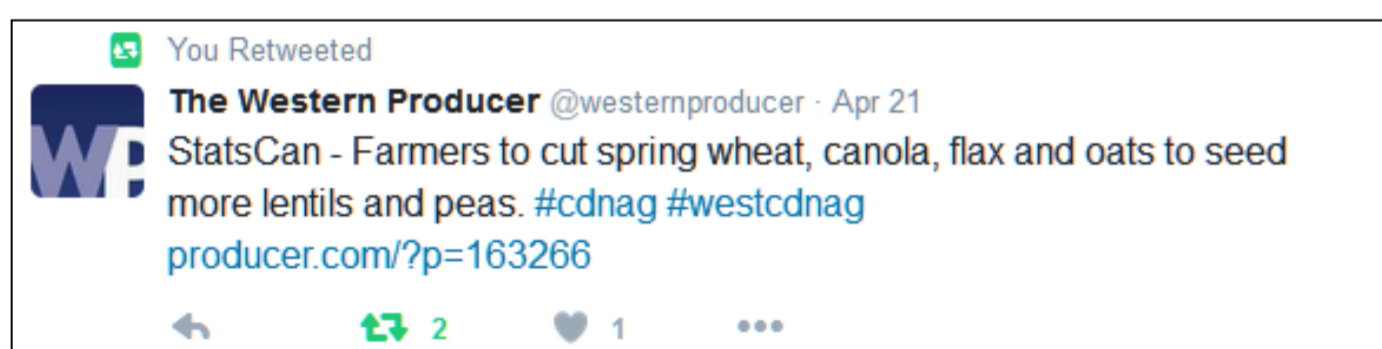 You Retweeted
The Western Producer @westernproducer · Apr 21
StatsCan - Farmers to cut spring wheat, canola, flax and oats to seed
more lentils and peas. #cdnag #westcdnag
producer.com/?p=163266
WP
2 1